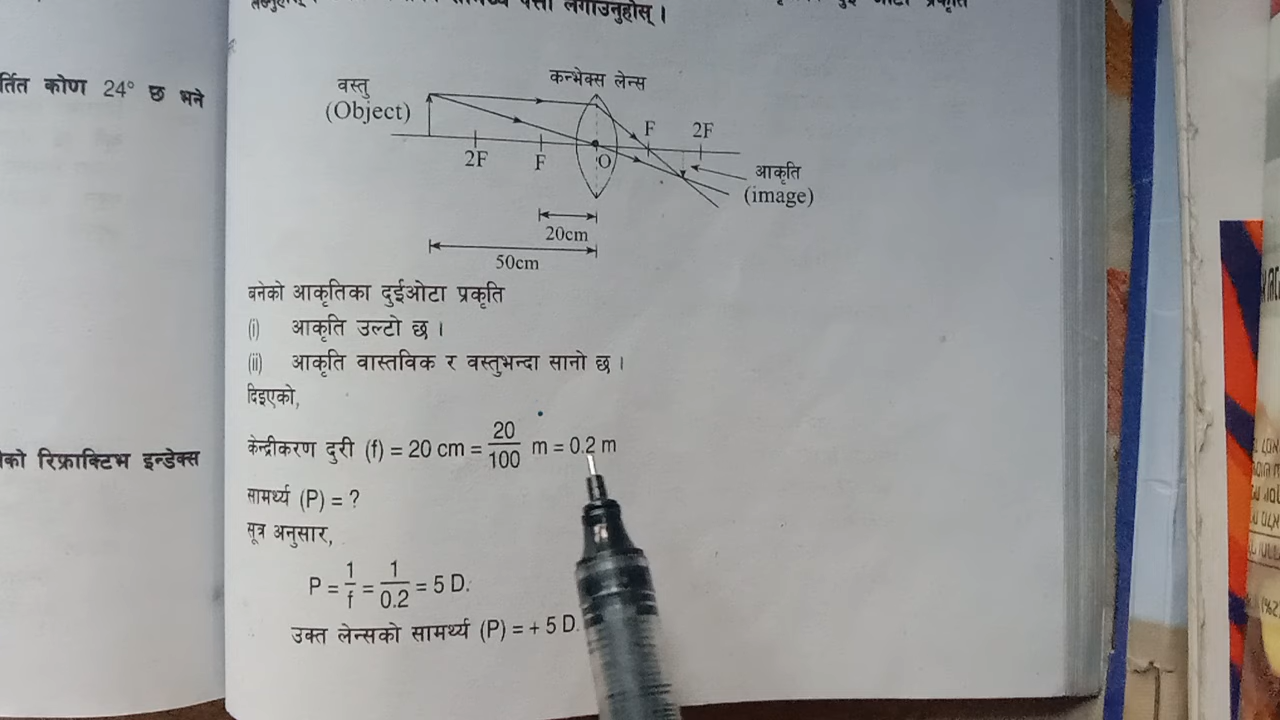 लगाउनुहोस् ।
र्तित कोण 24° छ भने
को रिफ्राक्टिभ इन्डेक्स
वस्तु
(Object)
कन्भेक्स लेन्स
F
2F
2F
F
O
आकृति
(image)
20cm
50cm
बनेको आकृतिका दुईओटा प्रकृति
(i) आकृति उल्टो छ ।
(ii) आकृति वास्तविक र वस्तुभन्दा सानो छ ।
दिइएको,
केन्द्रीकरण दुरी (f) = 20 cm = 20/100 m = 0.2 m
सामर्थ्य (P) = ?
सूत्र अनुसार,
P = 1/f = 1/0.2 = 5 D.
उक्त लेन्सको सामर्थ्य (P) = + 5 D